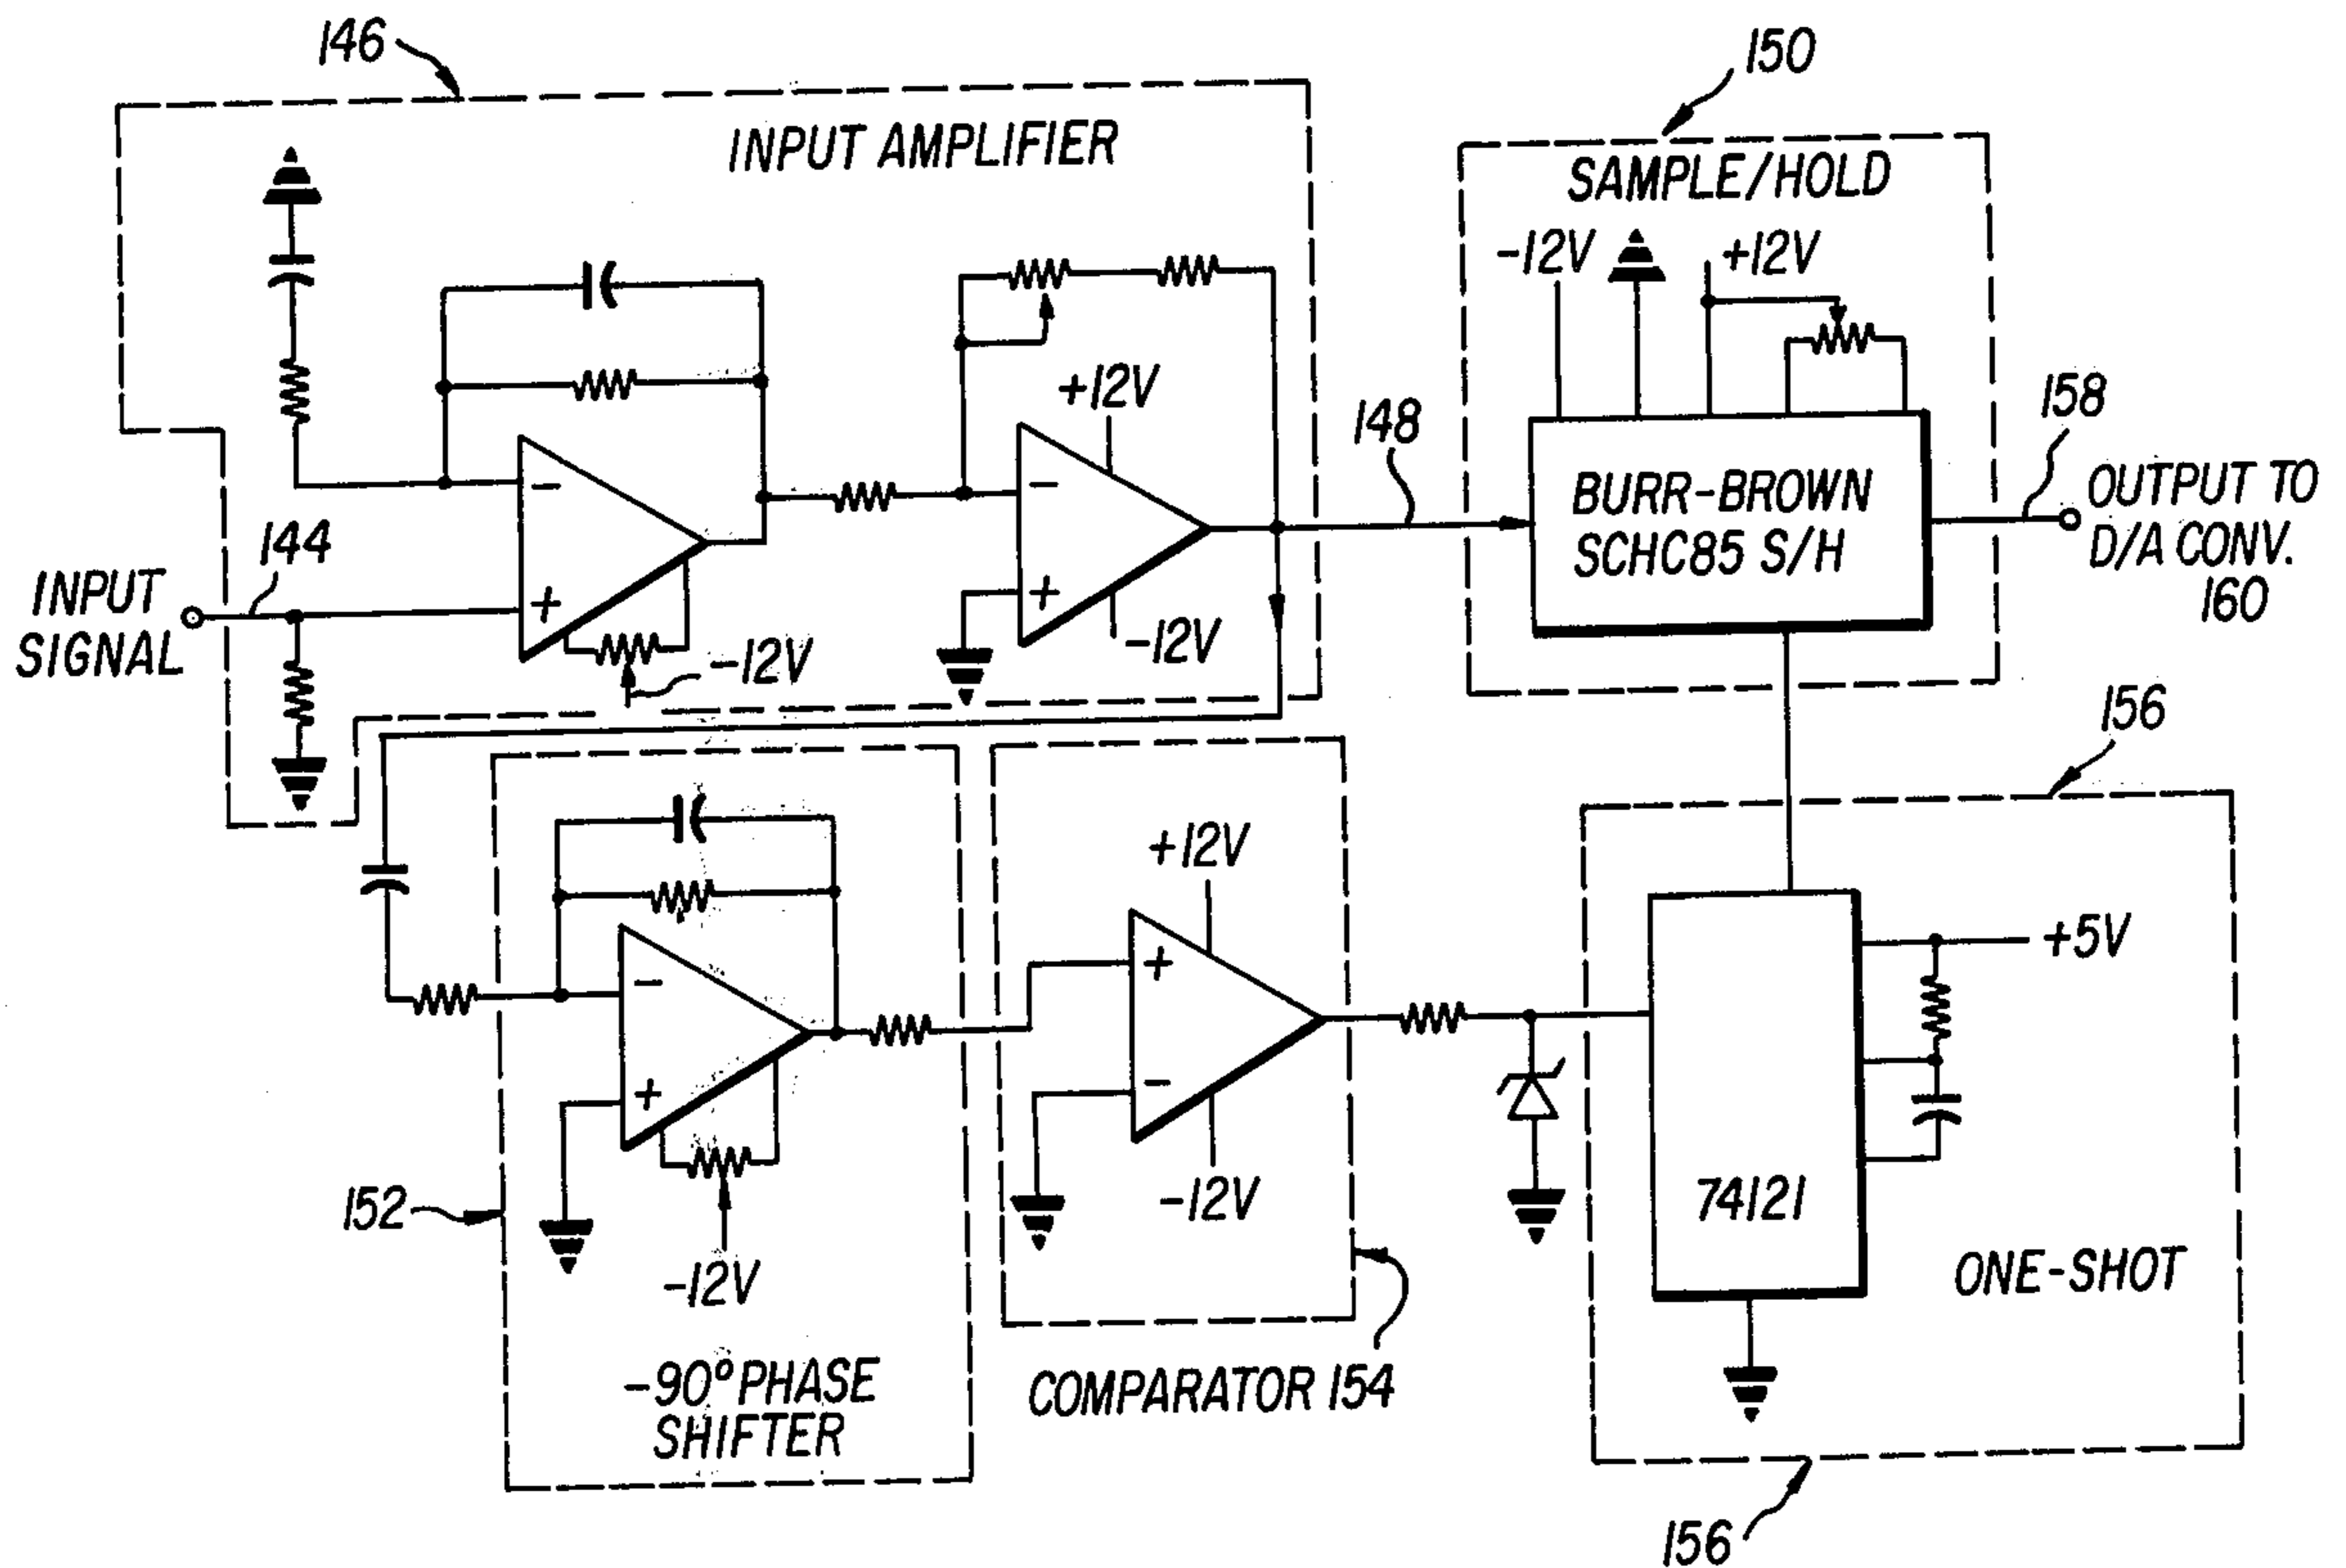 146
INPUT AMPLIFIER
150
SAMPLE/HOLD
-12V
+12V
+12V
148
158
BURR-BROWN
SCHC85 S/H
OUTPUT TO
D/A CONV.
160
-
-
144
INPUT
SIGNAL
+
+
-12V
-12V
156
+12V
+5V
-
+
+
-
152
-12V
-12V
74121
ONE-SHOT
-90° PHASE
SHIFTER
COMPARATOR 154
156